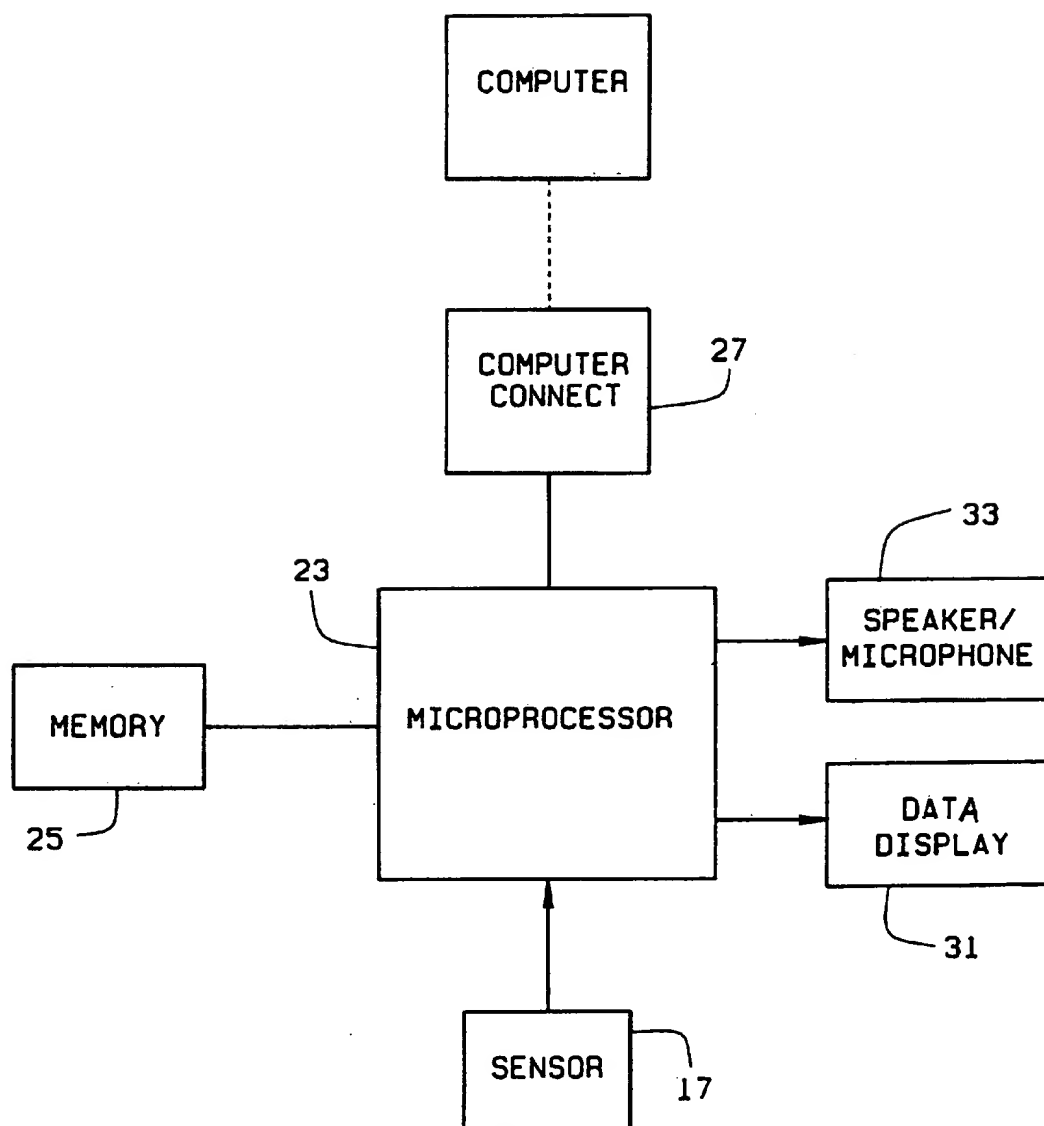 COMPUTER
COMPUTER
CONNECT
27
33
23
SPEAKER/
MICROPHONE
MEMORY
MICROPROCESSOR
25
DATA
DISPLAY
31
SENSOR
17